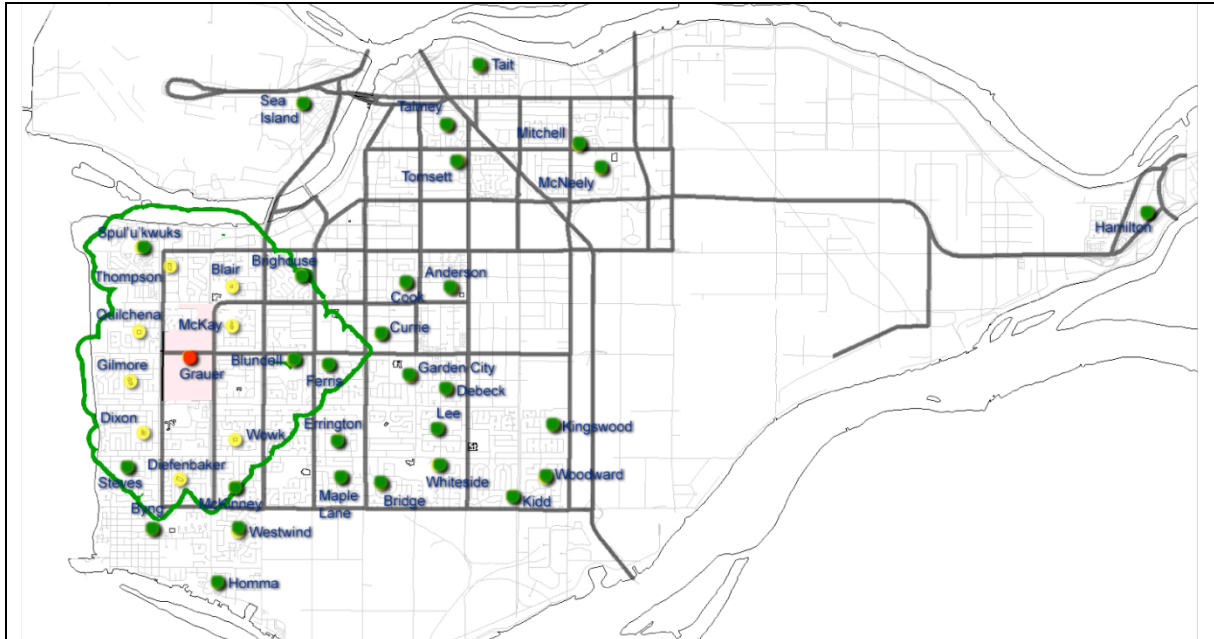 Tait
Sea
Island
Talmey
Mitchell
Tomsett
McNeely
Hamilton
Spul'u'kwuks
Thompson
Blair
Brighouse
Anderson
Cook
Quilchena
McKay
Currie
Gilmore
Grauer
Blundell
Ferris
Garden City
Debeck
Dixon
Wowk
Errington
Lee
Kingswood
Diefenbaker
Steves
McKinney
Maple
Lane
Bridge
Whiteside
Woodward
Kidd
Byng
Westwind
Homma